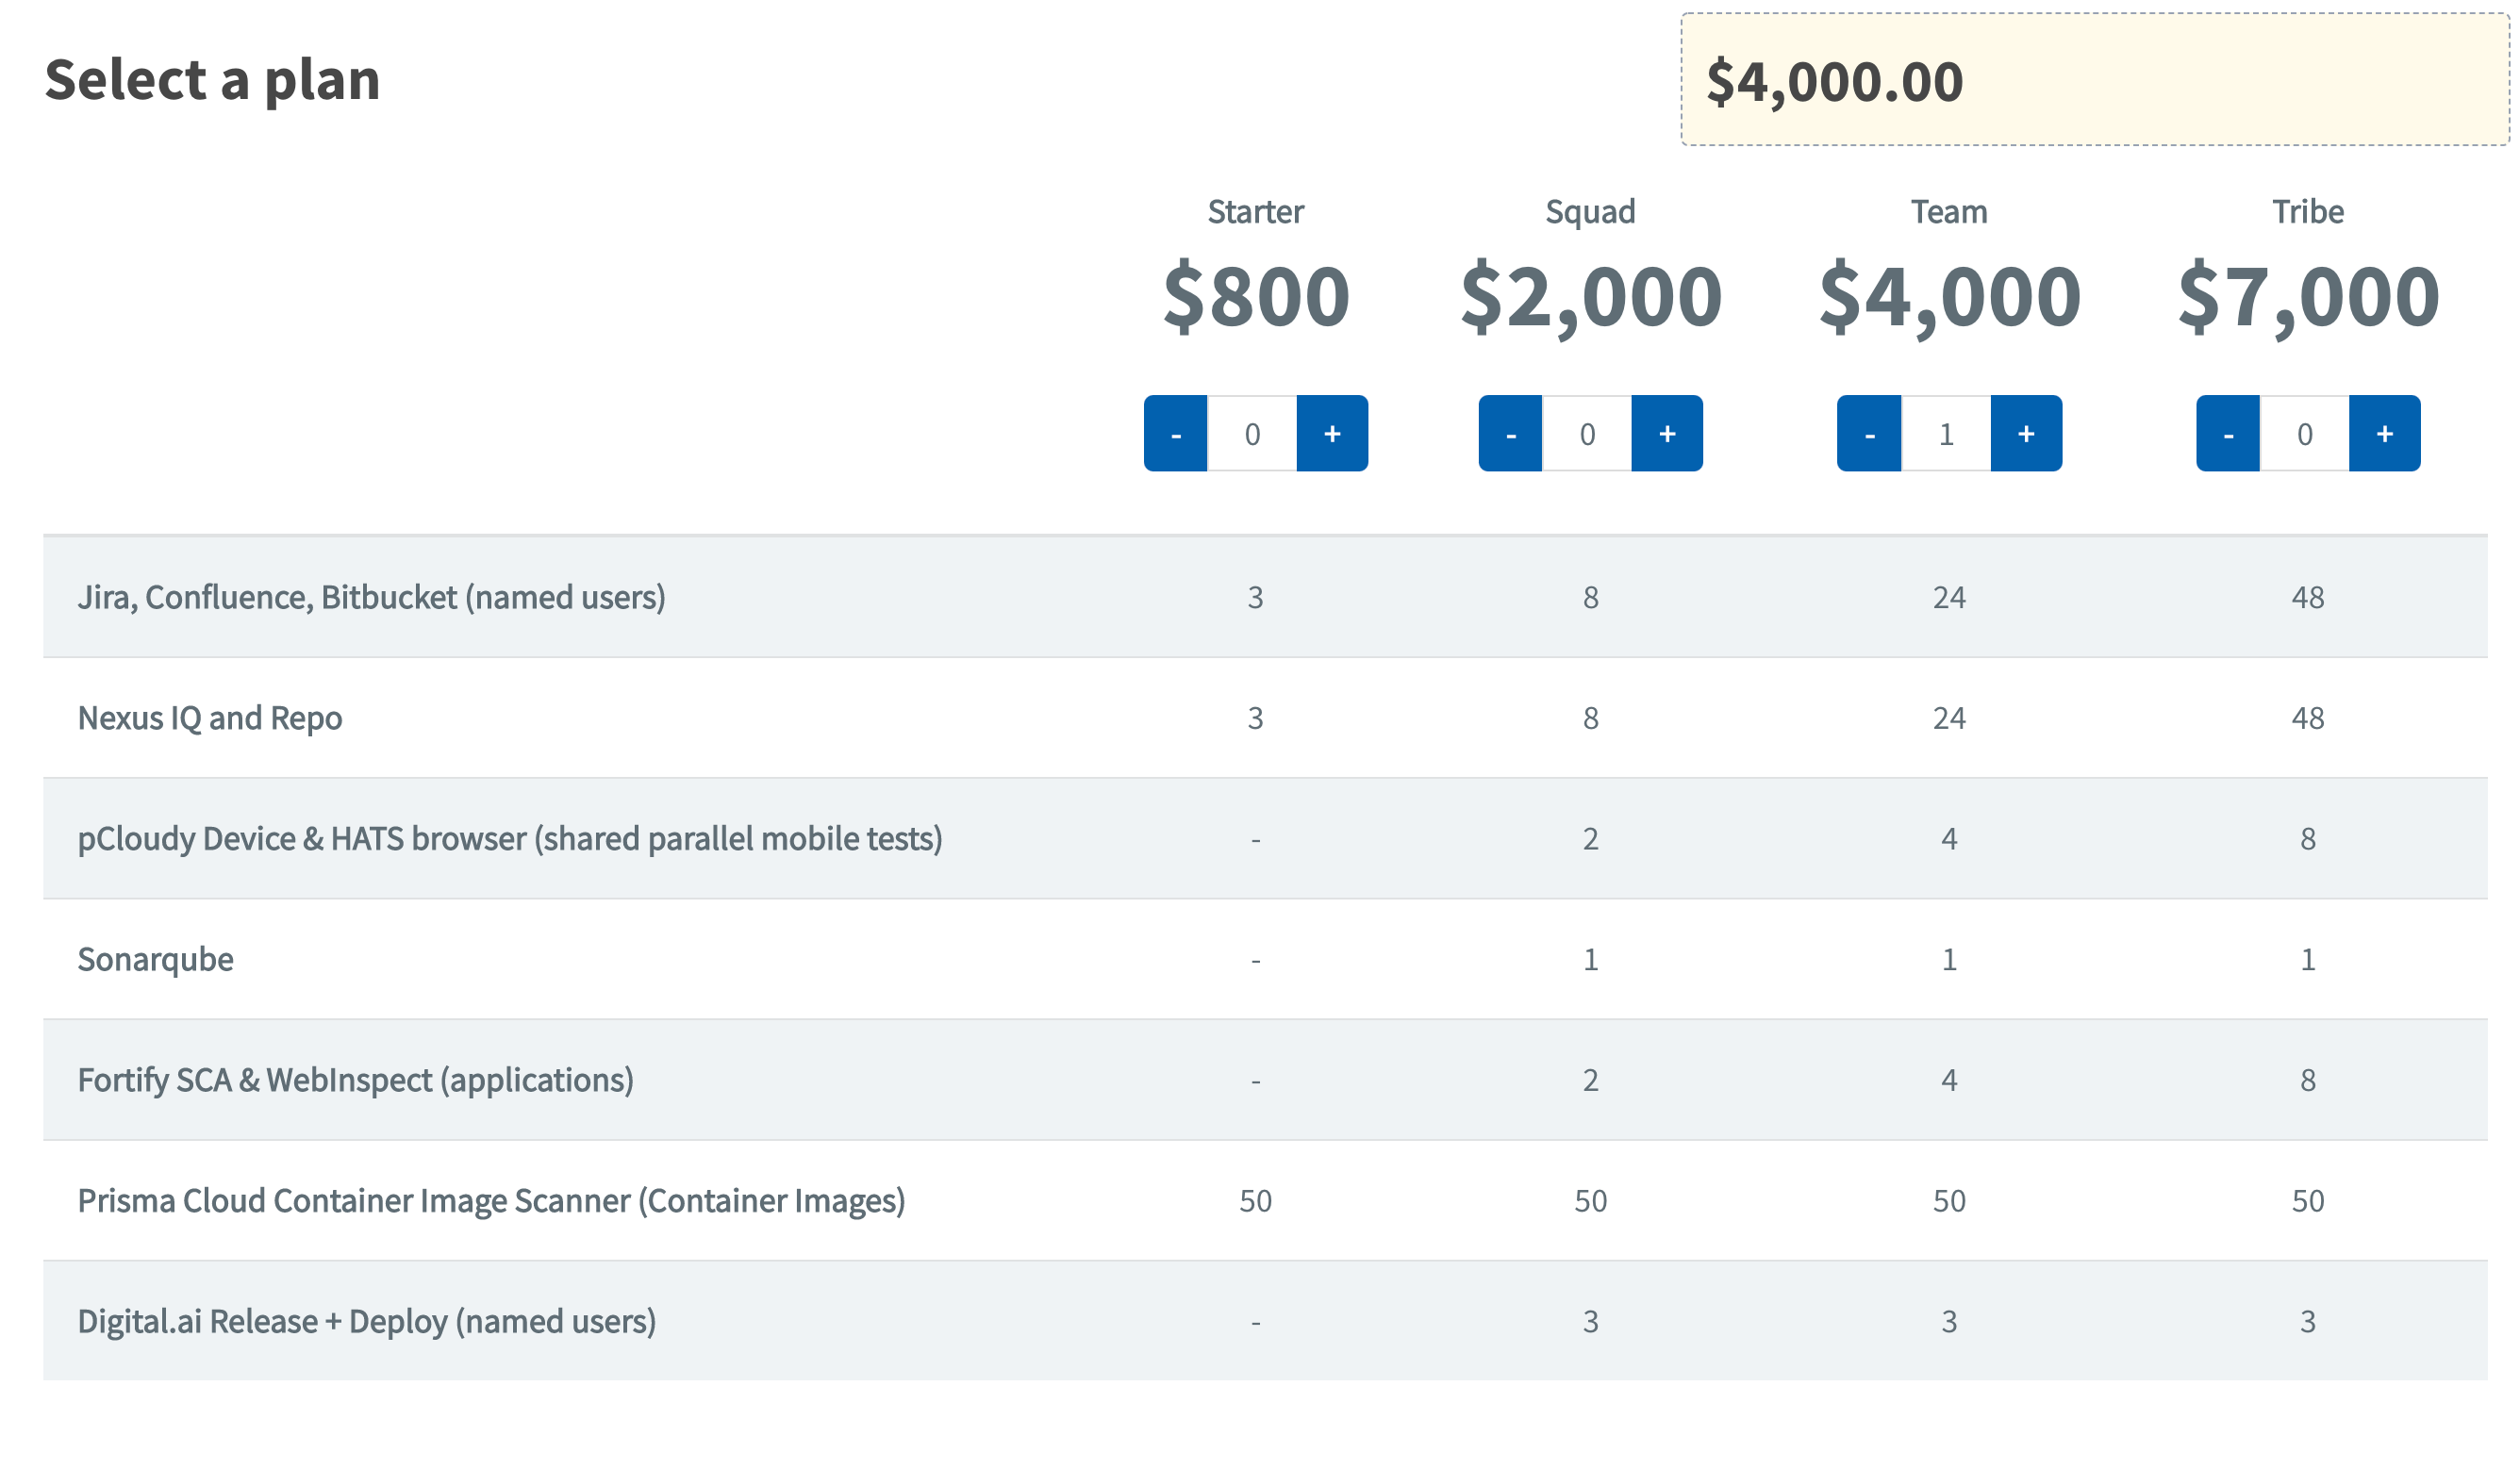 Select a plan $4,000.00
Starter Squad Team Tribe
$800 $2,000 $4,000 $7,000
- 0 + - 0 + - 1 + - 0 +
Jira, Confluence, Bitbucket (named users) 3 8 24 48
Nexus IQ and Repo 3 8 24 48
pCloudy Device & HATS browser (shared parallel mobile tests) - 2 4 8
Sonarqube - 1 1 1
Fortify SCA & WebInspect (applications) - 2 4 8
Prisma Cloud Container Image Scanner (Container Images) 50 50 50 50
Digital.ai Release + Deploy (named users) - 3 3 3